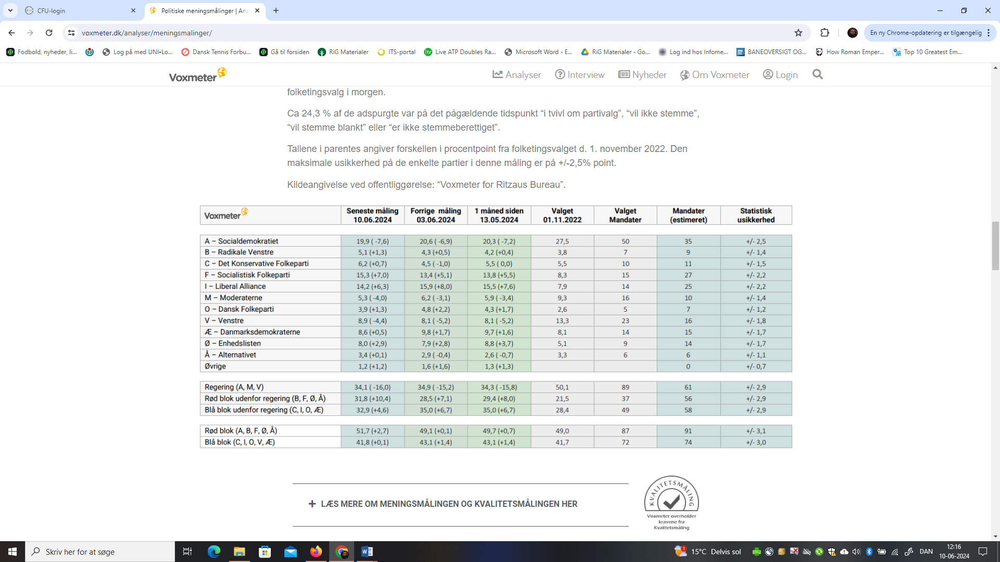 CFU-login
Politiske meningsmålinger | Ana
voxmeter.dk/analyser/meningsmalinger/
En ny Chrome-opdatering er tilgængelig
Fodbold, nyheder, li...
Log på med UNI•Lo...
Dansk Tennis Forbu...
Gå til forsiden
RiG Materialer
ITS-portal
Live ATP Doubles Ra...
Microsoft Word - E...
RiG Materialer - Go...
Log ind hos Infome...
BANEOVERSIGT OG...
How Roman Emper...
Top 10 Greatest Em...
Voxmeter
Analyser
Interview
Nyheder
Om Voxmeter
Login
folketingsvalg i morgen.
Ca 24,3 % af de adspurgte var på det pågældende tidspunkt “i tvivl om partivalg”, “vil ikke stemme”,
“vil stemme blankt” eller “er ikke stemmeberettiget”.
Tallene i parentes angiver forskellen i procentpoint fra folketingsvalget d. 1. november 2022. Den
maksimale usikkerhed på de enkelte partier i denne måling er på +/-2,5% point.
Kildeangivelse ved offentliggørelse: “Voxmeter for Ritzaus Bureau”.
Voxmeter Seneste måling 10.06.2024 Forrige måling 03.06.2024 1 måned siden 13.05.2024 Valget 01.11.2022 Valget Mandater Mandater (estimeret) Statistisk usikkerhed
A – Socialdemokratiet 19,9 ( -7,6) 20,6 ( -6,9) 20,3 ( -7,2) 27,5 50 35 +/- 2,5
B – Radikale Venstre 5,1 (+1,3) 4,3 (+0,5) 4,2 (+0,4) 3,8 7 9 +/- 1,4
C – Det Konservative Folkeparti 6,2 (+0,7) 4,5 ( -1,0) 5,5 ( 0,0) 5,5 10 11 +/- 1,5
F – Socialistisk Folkeparti 15,3 (+7,0) 13,4 (+5,1) 13,8 (+5,5) 8,3 15 27 +/- 2,2
I – Liberal Alliance 14,2 (+6,3) 15,9 (+8,0) 15,5 (+7,6) 7,9 14 25 +/- 2,2
M – Moderaterne 5,3 ( -4,0) 6,2 ( -3,1) 5,9 ( -3,4) 9,3 16 10 +/- 1,4
O – Dansk Folkeparti 3,9 (+1,3) 4,8 (+2,2) 4,3 (+1,7) 2,6 5 7 +/- 1,2
V – Venstre 8,9 ( -4,4) 8,1 ( -5,2) 8,1 ( -5,2) 13,3 23 16 +/- 1,8
Æ – Danmarksdemokraterne 8,6 (+0,5) 9,8 (+1,7) 9,7 (+1,6) 8,1 14 15 +/- 1,7
Ø – Enhedslisten 8,0 (+2,9) 7,9 (+2,8) 8,8 (+3,7) 5,1 9 14 +/- 1,7
Å – Alternativet 3,4 (+0,1) 2,9 ( -0,4) 2,6 ( -0,7) 3,3 6 6 +/- 1,1
Øvrige 1,2 (+1,2) 1,6 (+1,6) 1,3 (+1,3) 0 +/- 0,7
Regering (A, M, V) 34,1 ( -16,0) 34,9 ( -15,2) 34,3 ( -15,8) 50,1 89 61 +/- 2,9
Rød blok udenfor regering (B, F, Ø, Å) 31,8 (+10,4) 28,5 (+7,1) 29,4 (+8,0) 21,5 37 56 +/- 2,9
Blå blok udenfor regering (C, I, O, Æ) 32,9 (+4,6) 35,0 (+6,7) 35,0 (+6,7) 28,4 49 58 +/- 2,9
Rød blok (A, B, F, Ø, Å) 51,7 (+2,7) 49,1 (+0,1) 49,7 (+0,7) 49,0 87 91 +/- 3,1
Blå blok (C, I, O, V, Æ) 41,8 (+0,1) 43,1 (+1,4) 43,1 (+1,4) 41,7 72 74 +/- 3,0
+ LÆS MERE OM MENINGSMÅLINGEN OG KVALITETSMÅLINGEN HER
KVALITETSMÅLING
Voxmeter overholder
kravene fra
Kvalitetsmåling
Skriv her for at søge
1
15°C Delvis sol
DAN
12:16
10-06-2024